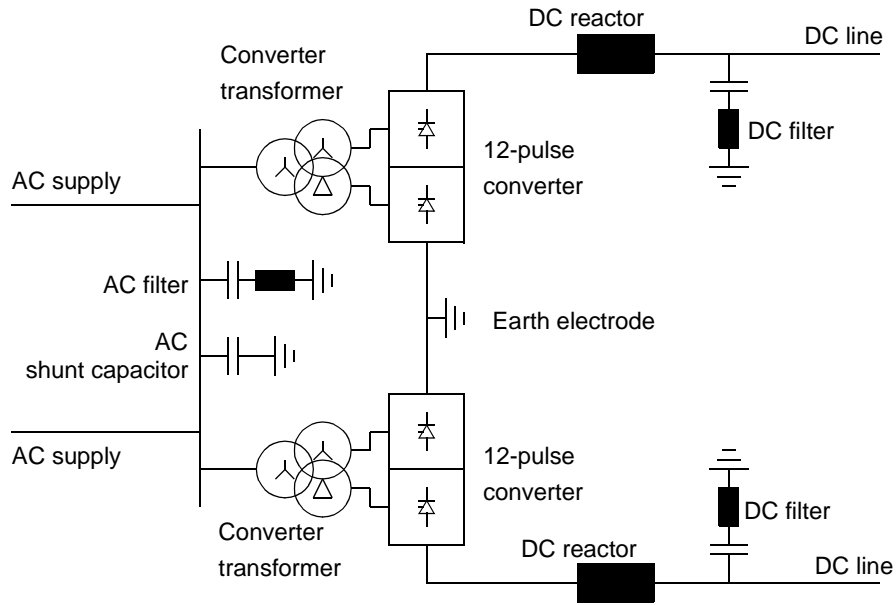 DC reactor
DC line
Converter
transformer
DC filter
12-pulse
converter
AC supply
AC filter
Earth electrode
AC
shunt capacitor
AC supply
12-pulse
converter
DC filter
Converter
transformer
DC reactor
DC line